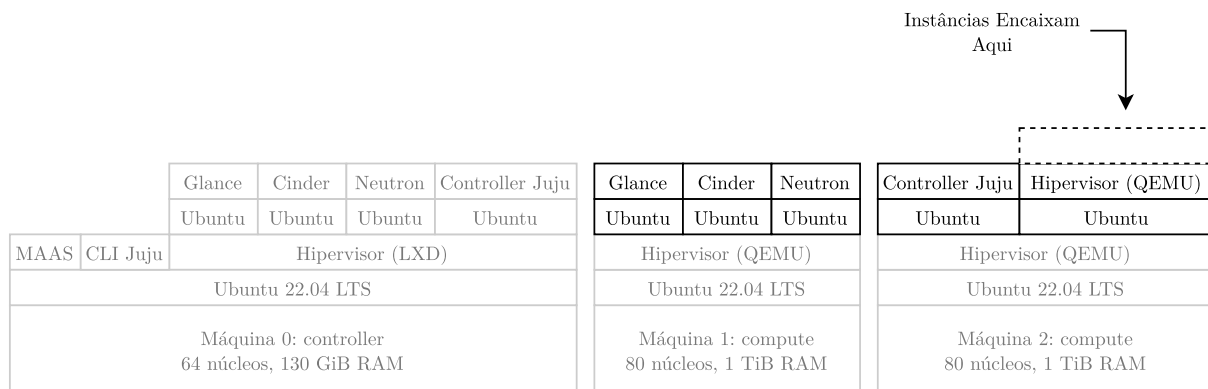 Instâncias Encaixam
Aqui
Glance Cinder Neutron Controller Juju Glance Cinder Neutron Controller Juju Hipervisor (QEMU)
Ubuntu Ubuntu Ubuntu Ubuntu Ubuntu Ubuntu Ubuntu Ubuntu Ubuntu
MAAS CLI Juju Hipervisor (LXD) Hipervisor (QEMU) Hipervisor (QEMU)
Ubuntu 22.04 LTS Ubuntu 22.04 LTS Ubuntu 22.04 LTS
Máquina 0: controller Máquina 1: compute Máquina 2: compute
64 núcleos, 130 GiB RAM 80 núcleos, 1 TiB RAM 80 núcleos, 1 TiB RAM